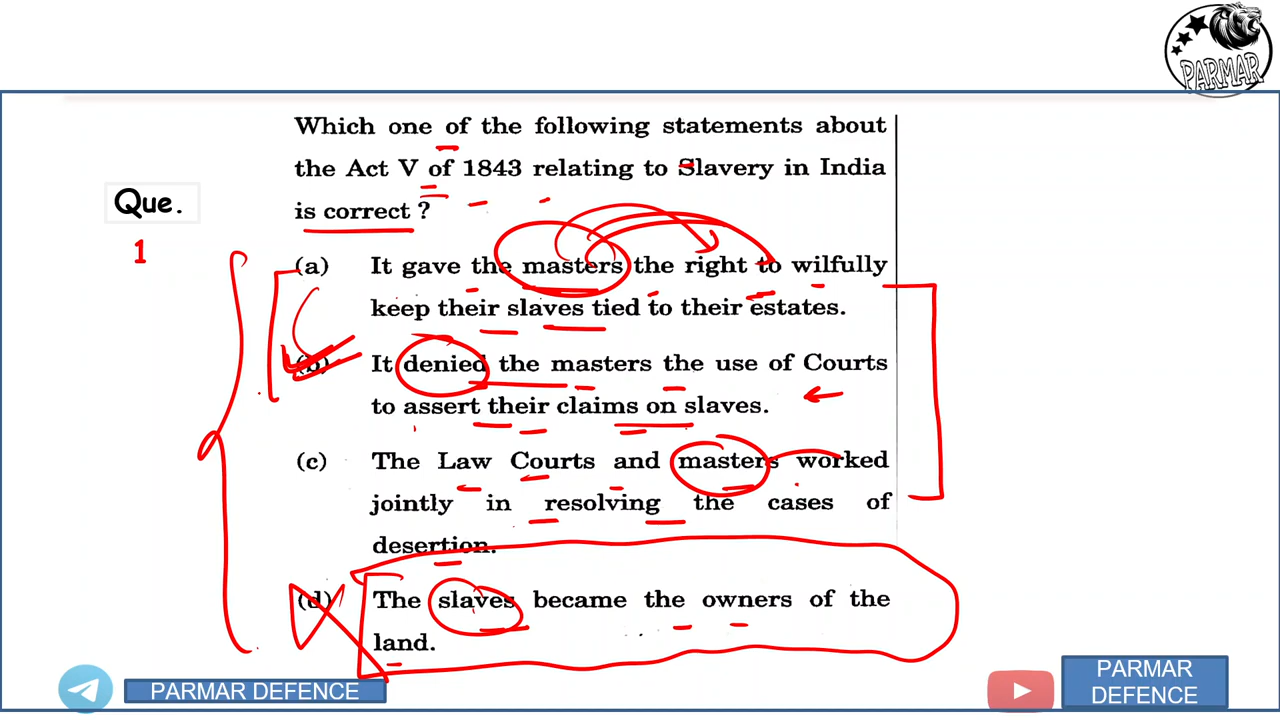 PARMAR
Which one of the following statements about
the Act V of 1843 relating to Slavery in India
is correct ?
Que.
1
(a) It gave the masters the right to wilfully
keep their slaves tied to their estates.
(b) It denied the masters the use of Courts
to assert their claims on slaves.
(c) The Law Courts and masters worked
jointly in resolving the cases of
desertion.
(d) The slaves became the owners of the
land.
PARMAR DEFENCE
PARMAR
DEFENCE